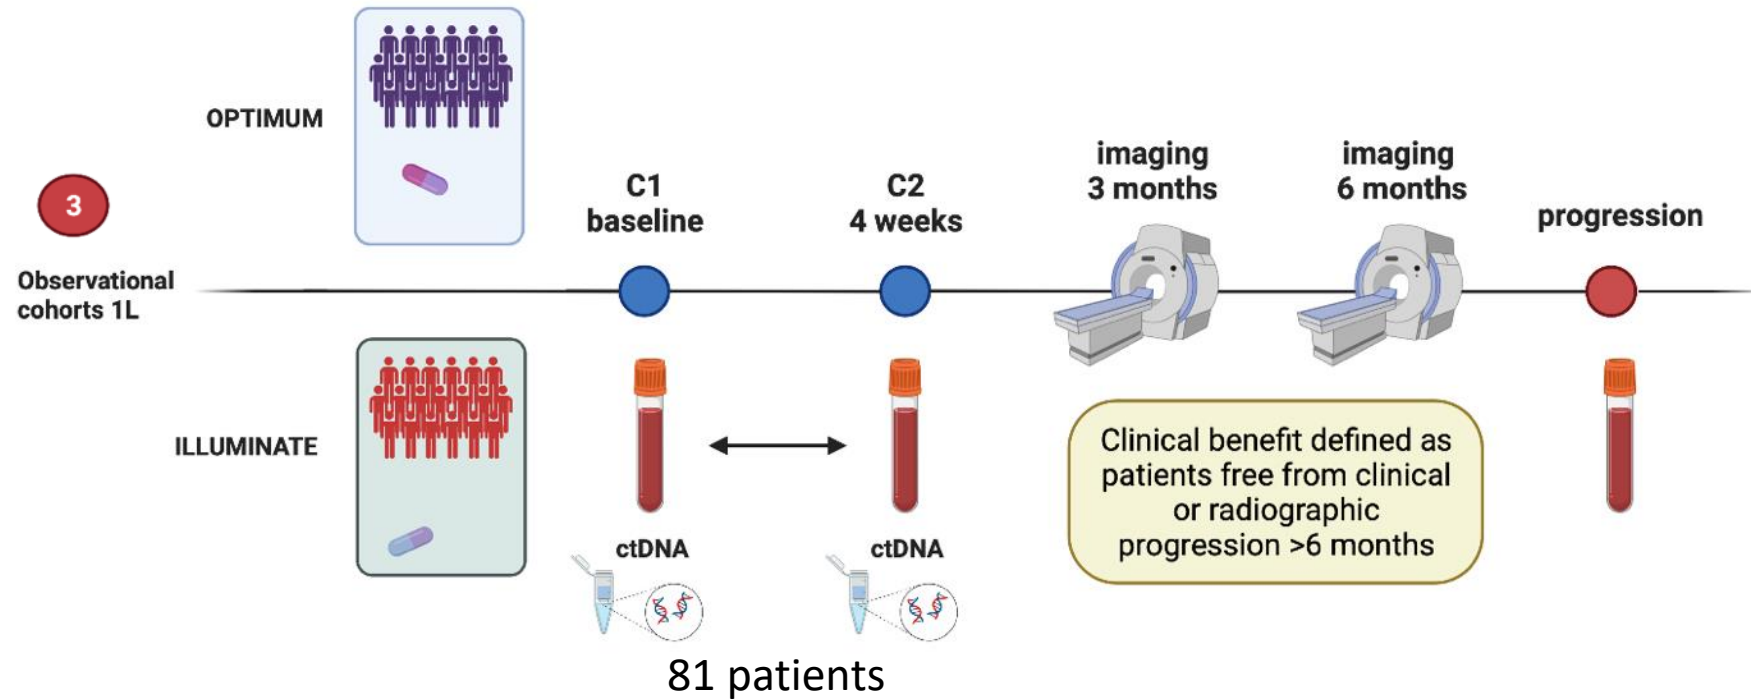 OPTIMUM
3
Observational
cohorts 1L
ILLUMINATE
C1
baseline
C2
4 weeks
imaging
3 months
imaging
6 months
progression
ctDNA
ctDNA
Clinical benefit defined as
patients free from clinical
or radiographic
progression >6 months
81 patients